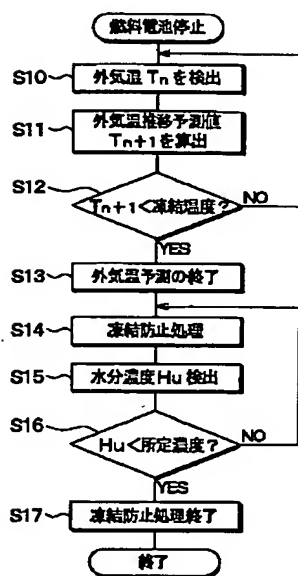 燃料電池停止
S10
外気温 Tnを検出
S11
外気温推移予測値
Tn+1を算出
S12
Tn+1<凍結温度?
NO
YES
S13
外気温予測の終了
S14
凍結防止処理
S15
水分濃度Hu検出
S16
Hu<所定濃度?
NO
YES
S17
凍結防止処理終了
終了